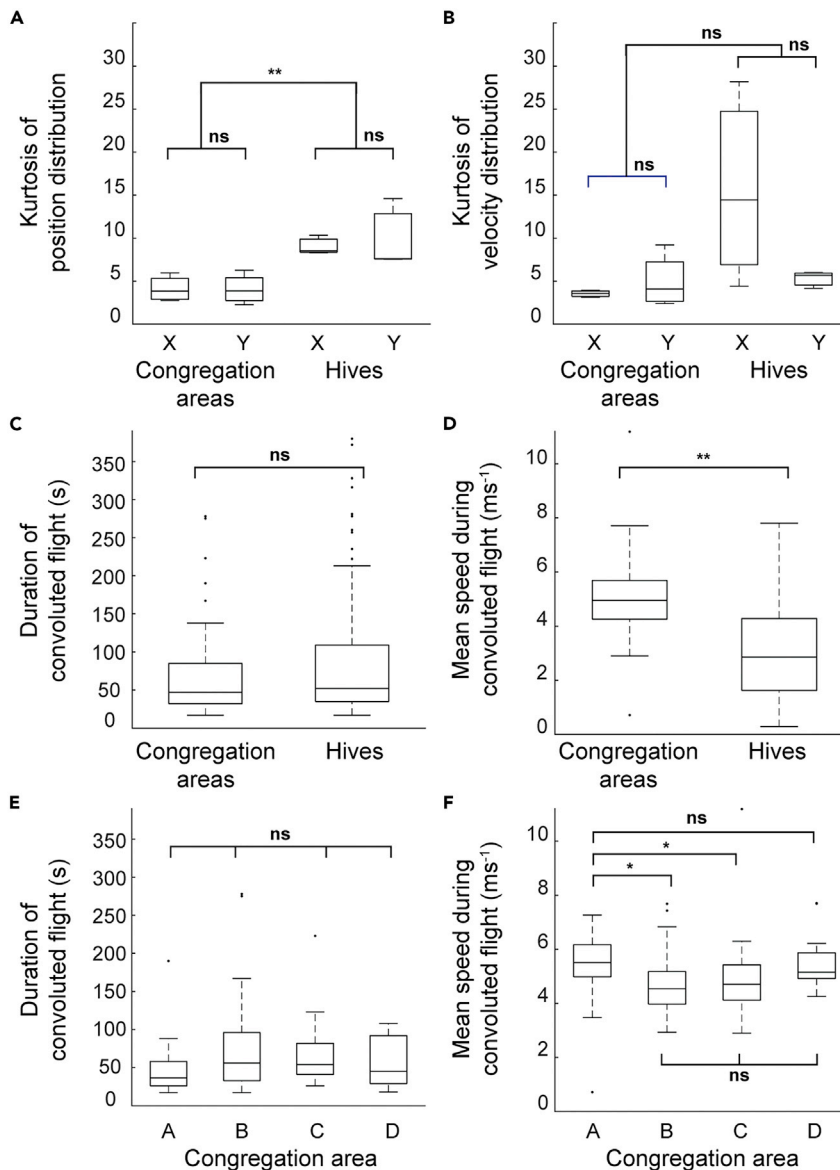 A
Kurtosis of
position distribution
35
30
25
20
15
10
5
0
**
ns
ns
X Y X Y
Congregation Hives
areas
B
Kurtosis of
velocity distribution
35
30
25
20
15
10
5
0
ns
ns
ns
X Y X Y
Congregation Hives
areas
C
Duration of
convoluted flight (s)
350
300
250
200
150
100
50
0
ns
Congregation Hives
areas
D
Mean speed during
convoluted flight (ms-1)
10
8
6
4
2
0
**
Congregation Hives
areas
E
Duration of
convoluted flight (s)
350
300
250
200
150
100
50
0
ns
A B C D
Congregation area
F
Mean speed during
convoluted flight (ms-1)
10
8
6
4
2
0
ns
*
*
ns
A B C D
Congregation area